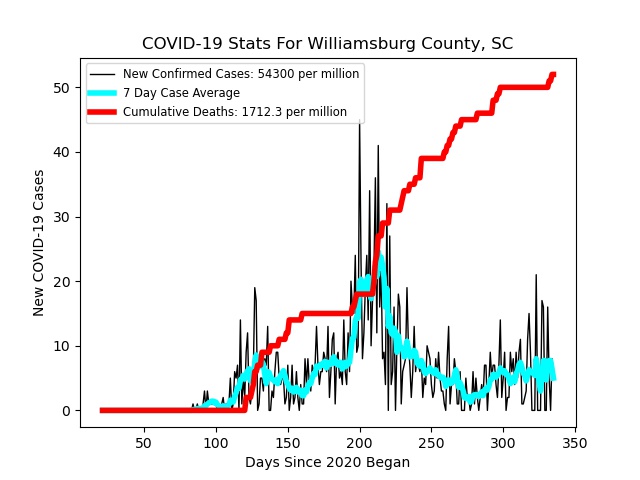 COVID-19 Stats For Williamsburg County, SC
New Confirmed Cases: 54300 per million
7 Day Case Average
Cumulative Deaths: 1712.3 per million
New COVID-19 Cases
50
40
30
20
10
0
50 100 150 200 250 300 350
Days Since 2020 Began